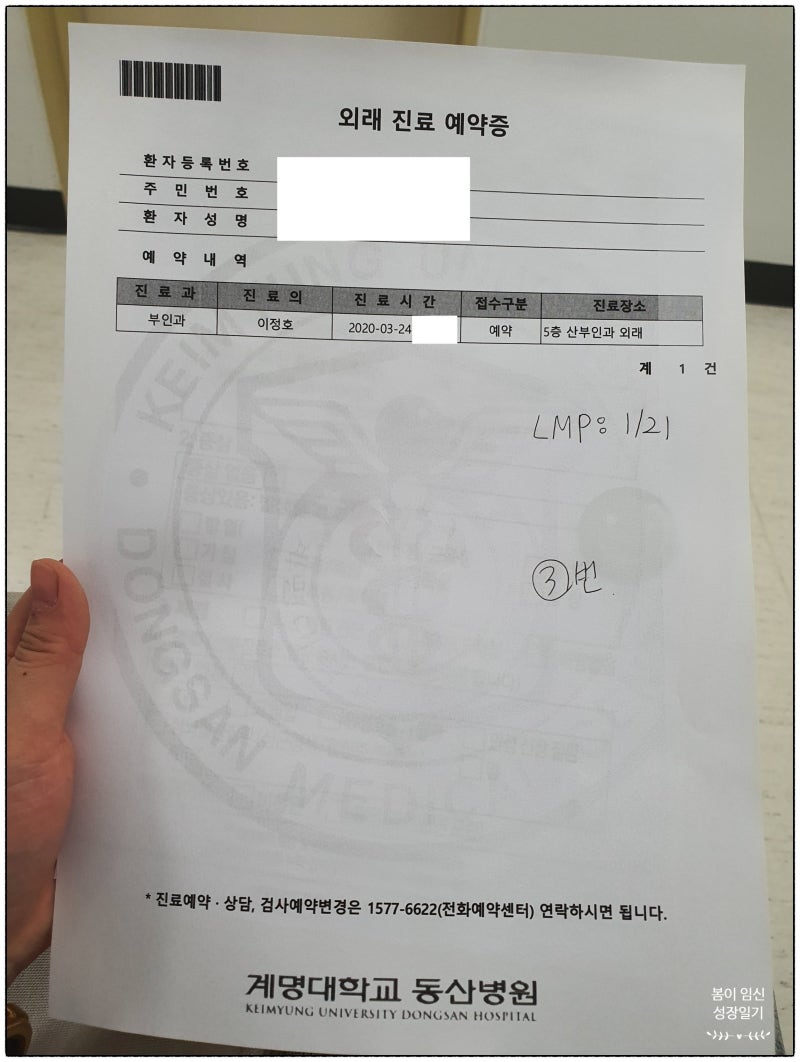 외래 진료 예약증
환자등록번호
주 민 번 호
환 자 성 명
예 약 내 역
진 료 과 진 료 의 진 료 시 간 접수구분 진료장소
부인과 이정호 2020-03-24 예약 5층 산부인과 외래
계 1 건
LMP: 1/21
③번
KEIMYUNG UN
DONGSAN MEDIC
* 진료예약 · 상담, 검사예약변경은 1577-6622(전화예약센터) 연락하시면 됩니다.
계명대학교 동산병원
KEIMYUNG UNIVERSITY DONGSAN HOSPITAL
봄이 임신
성장일기